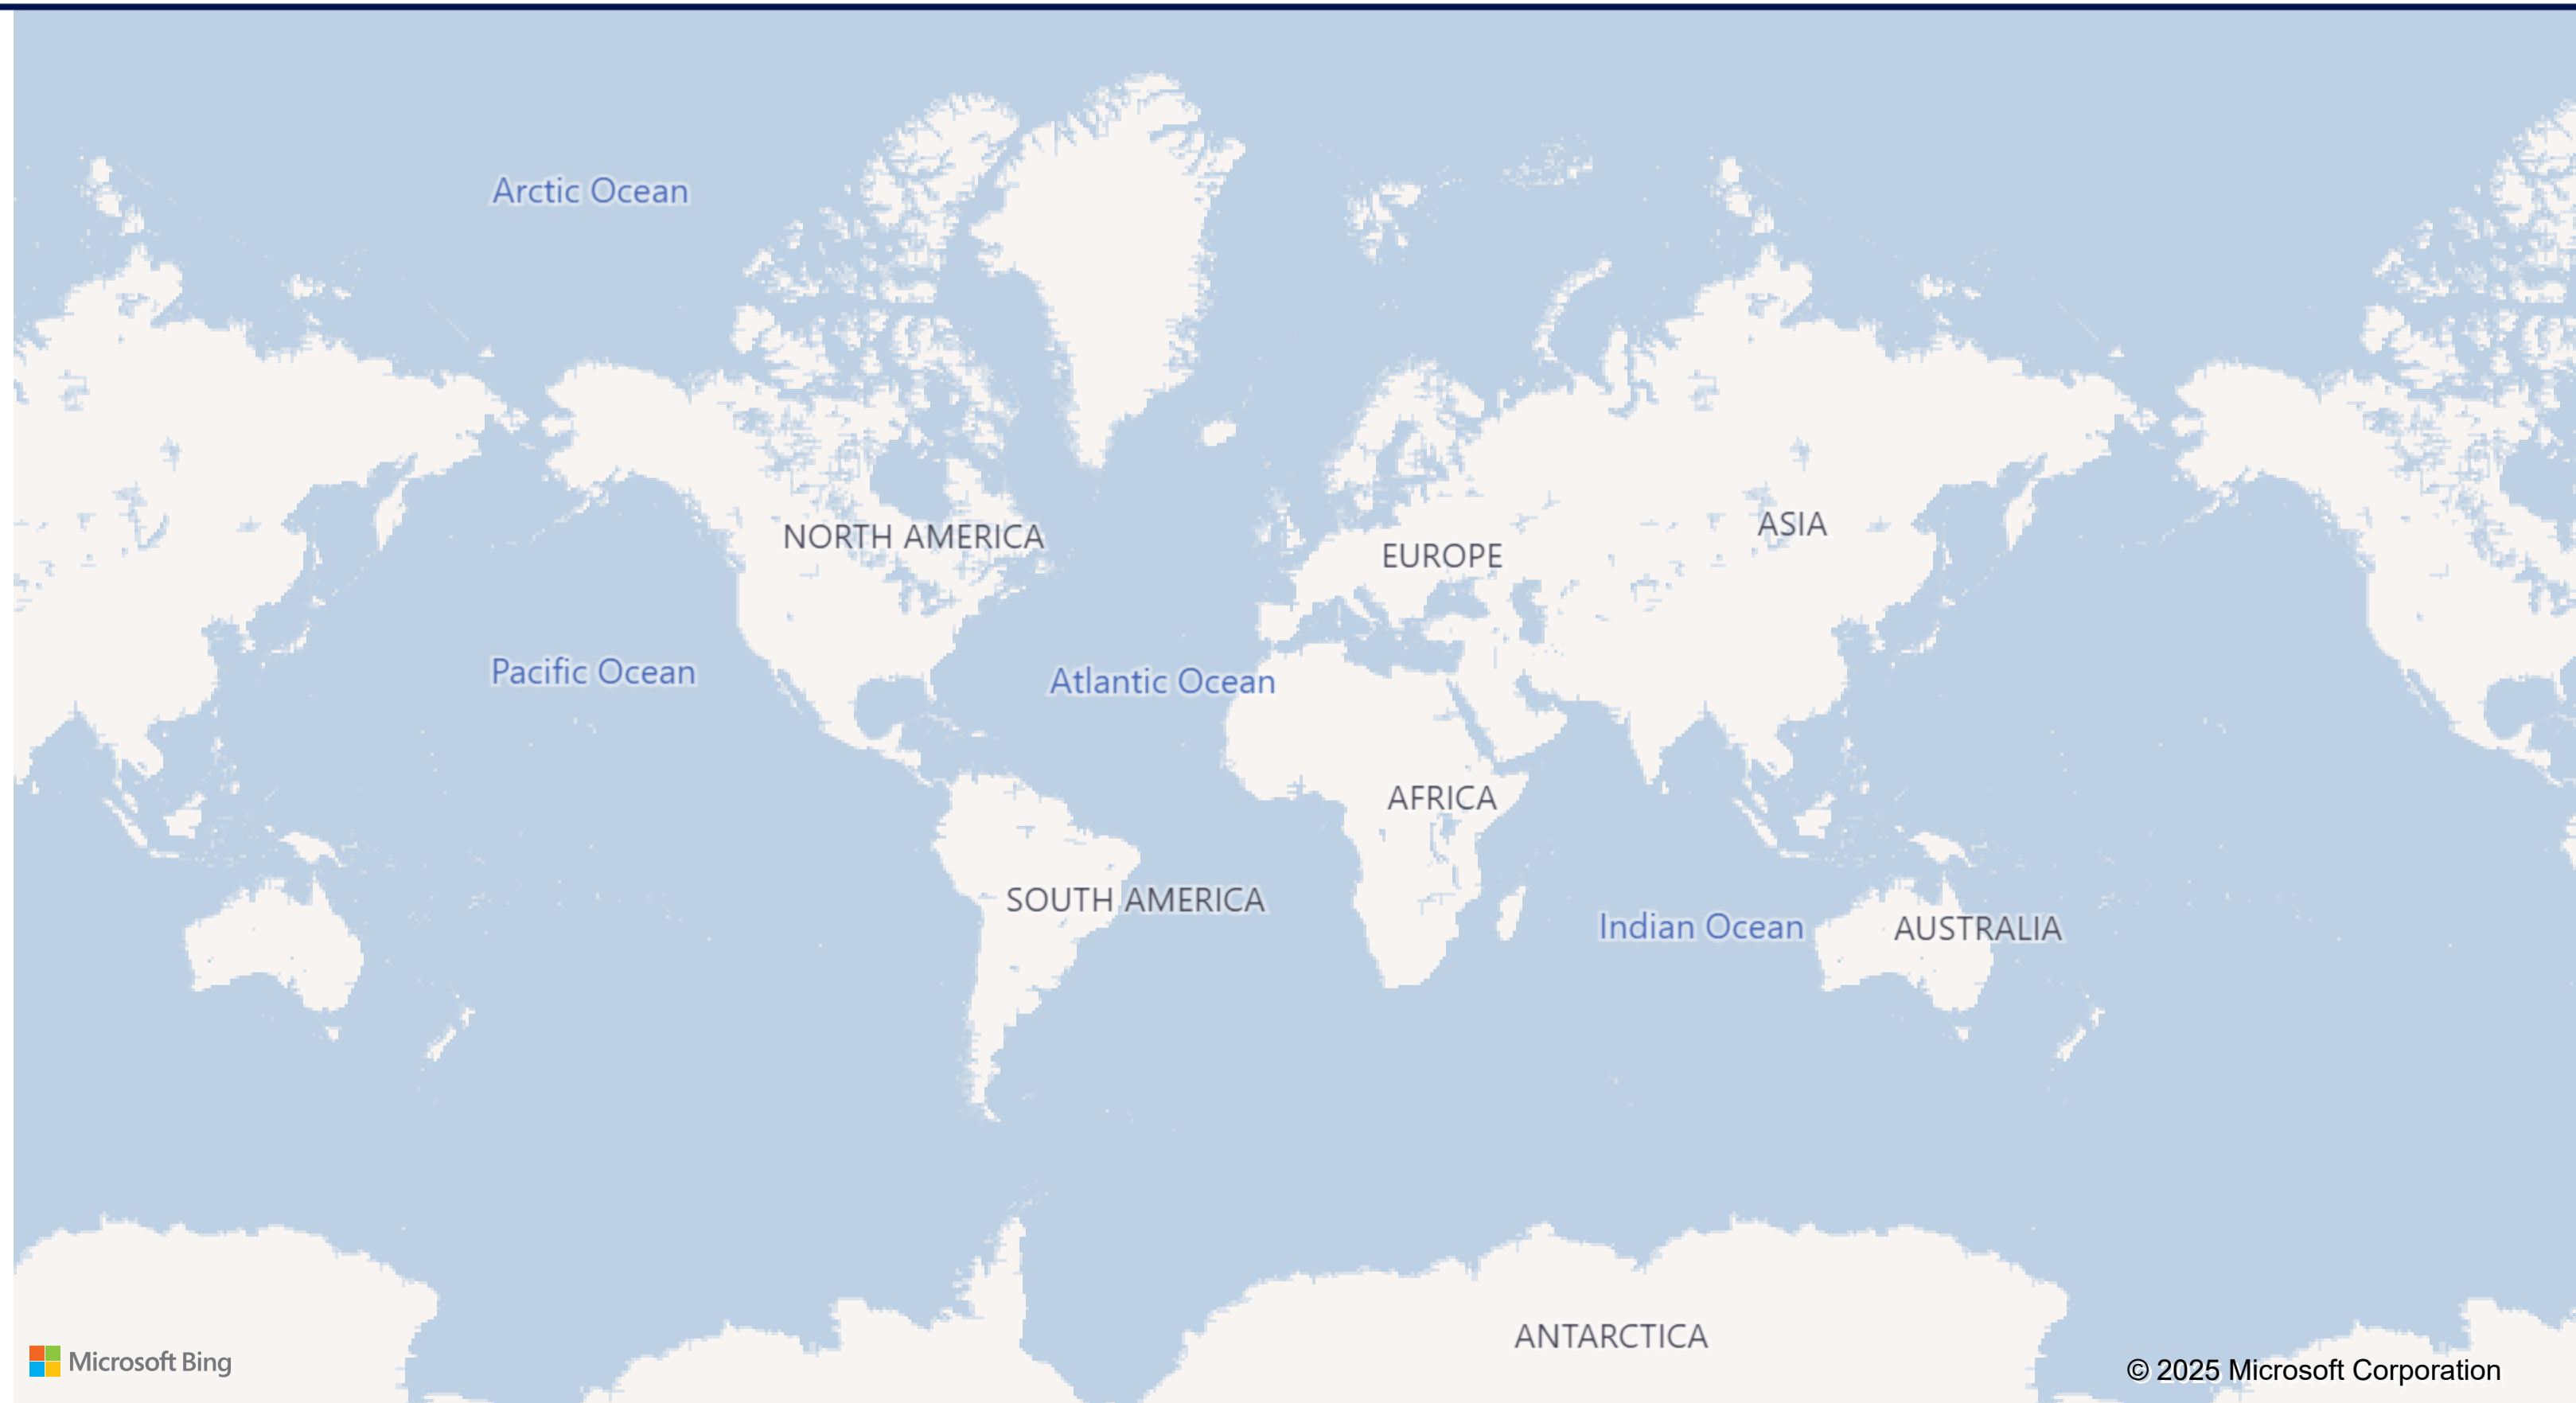 Arctic Ocean
NORTH AMERICA
ASIA
EUROPE
Pacific Ocean
Atlantic Ocean
AFRICA
SOUTH AMERICA
Indian Ocean
AUSTRALIA
ANTARCTICA
Microsoft Bing
© 2025 Microsoft Corporation